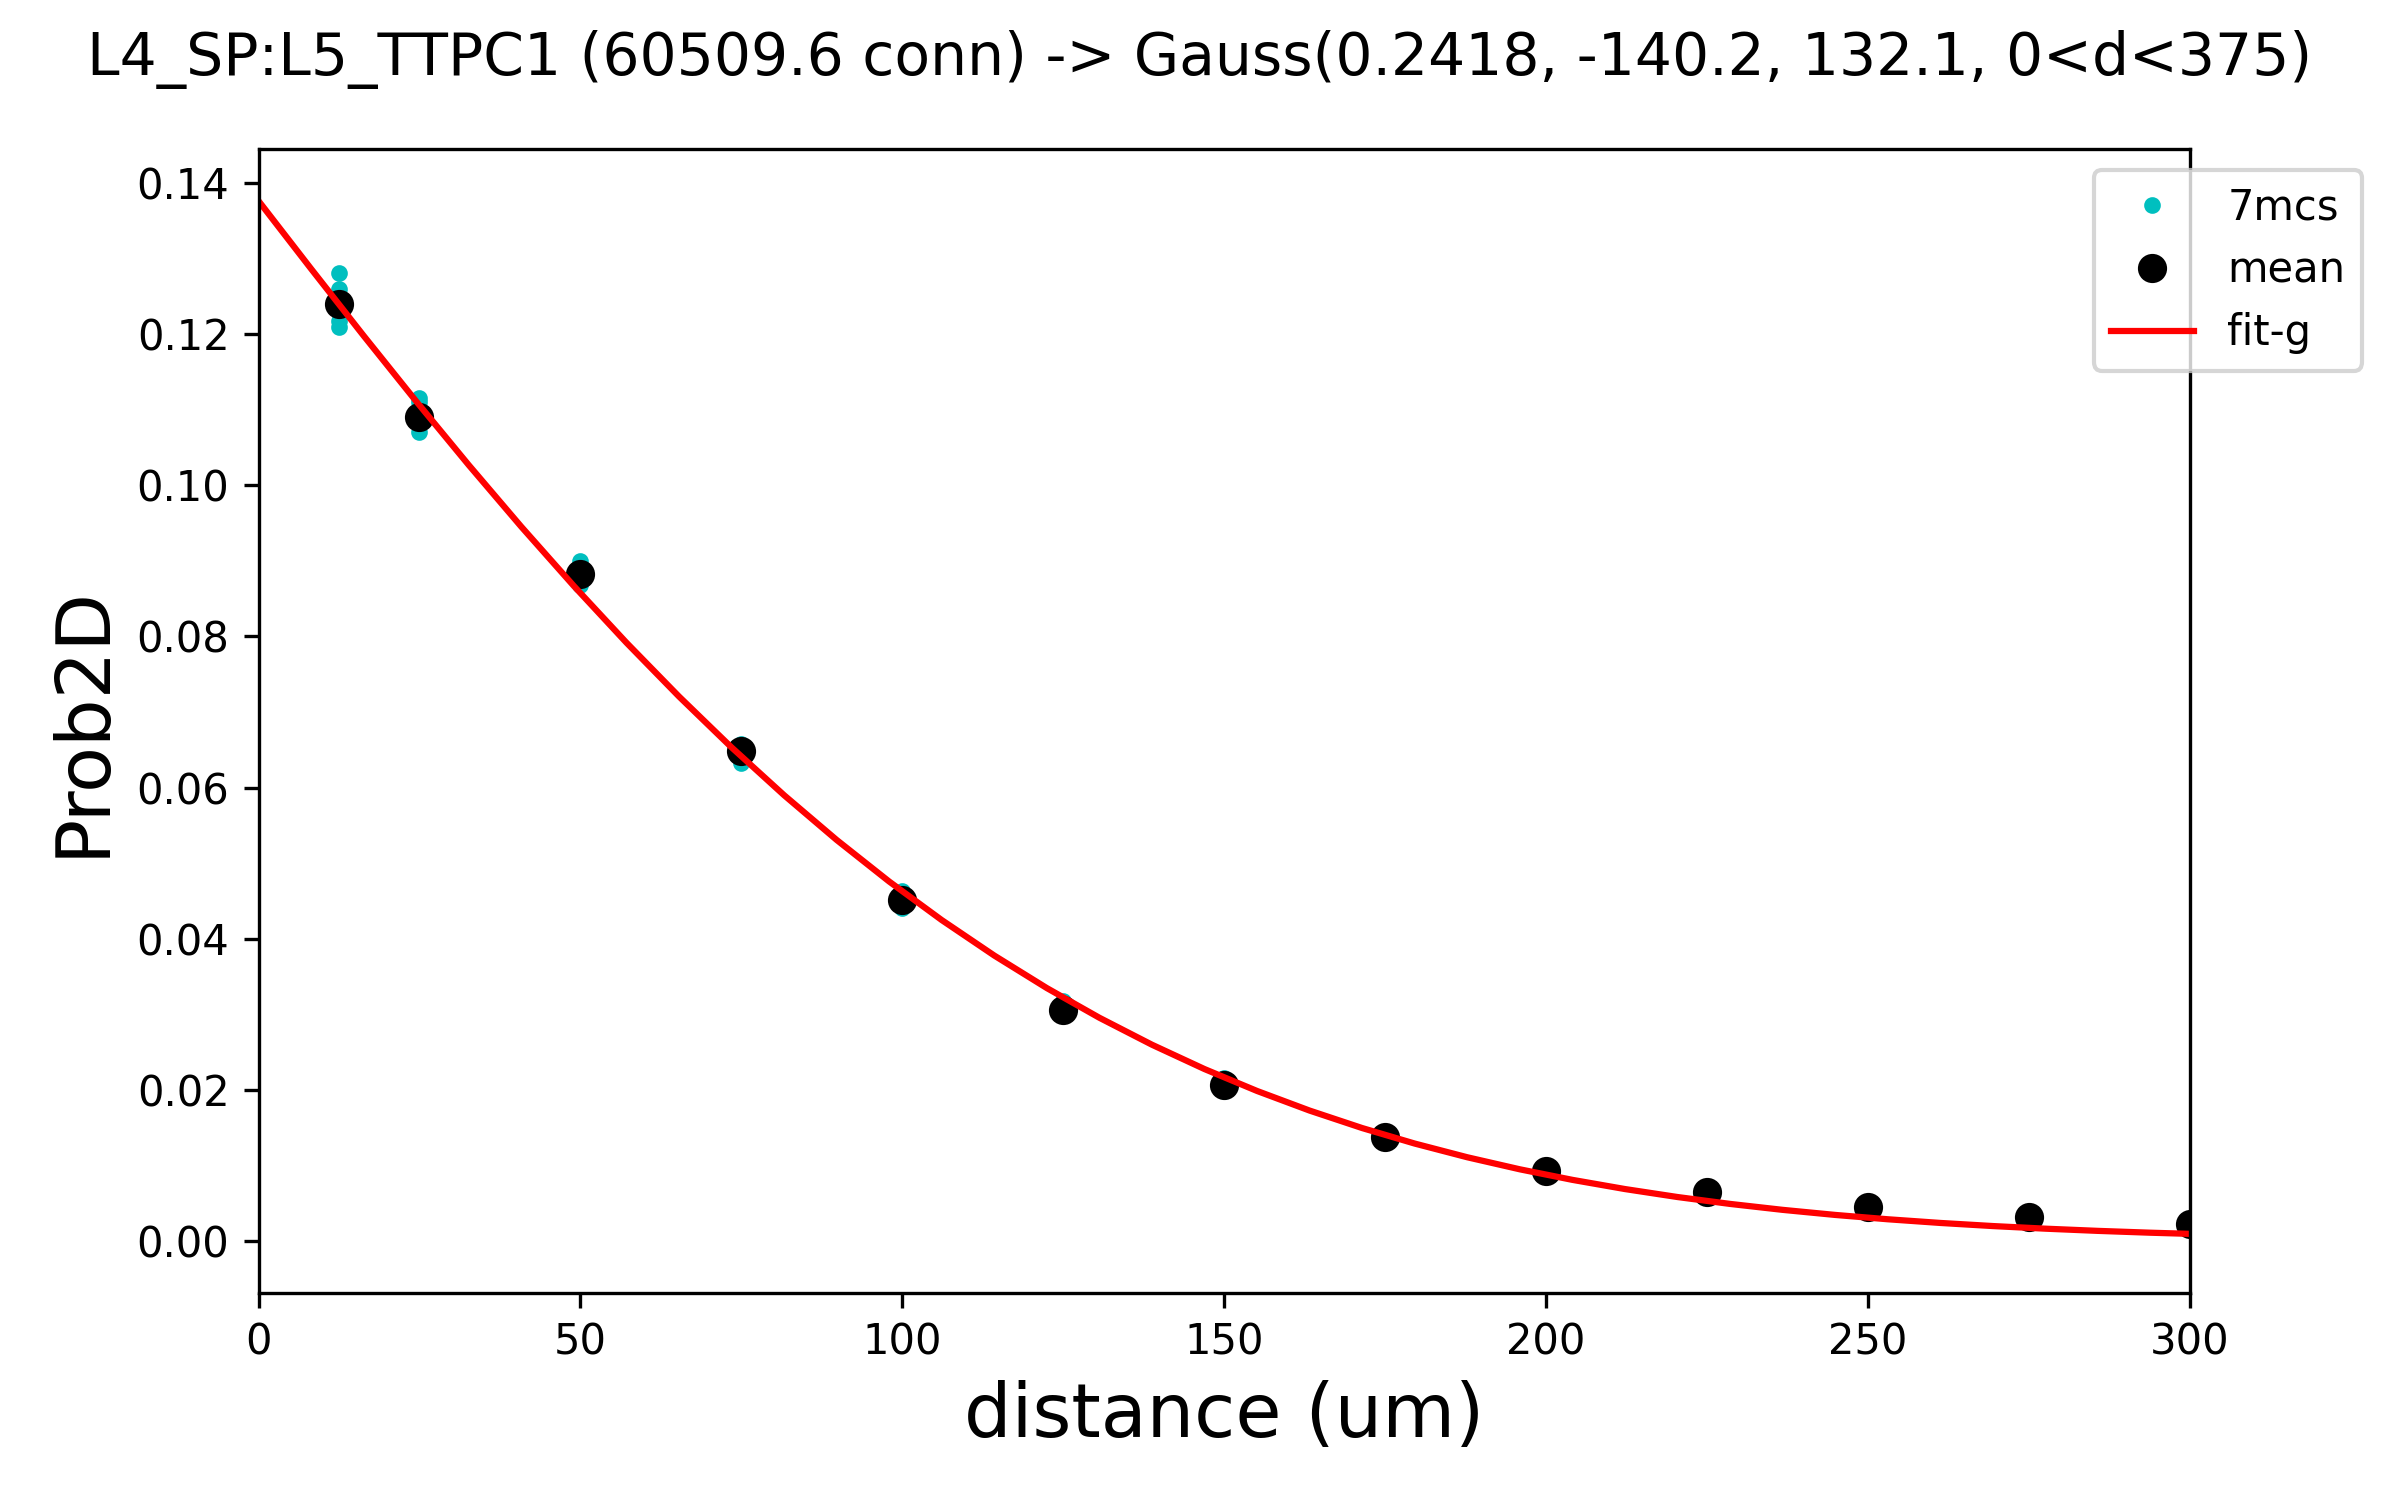 L4_SP:L5_TTPC1 (60509.6 conn) -> Gauss(0.2418, -140.2, 132.1, 0<d<375)
7mcs
mean
fit-g
Prob2D
0.14
0.12
0.10
0.08
0.06
0.04
0.02
0.00
0 50 100 150 200 250 300
distance (um)